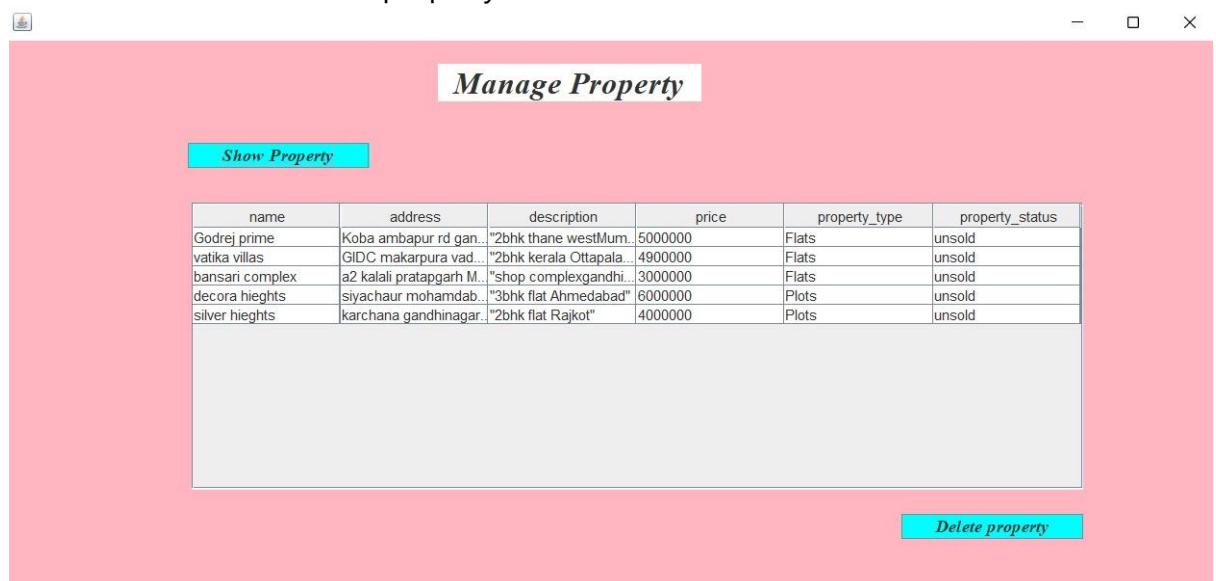 Manage Property
Show Property
name address description price property_type property_status
Godrej prime Koba ambapur rd gan... "2bhk thane westMum... 5000000 Flats unsold
vatika villas GIDC makarpura vad... "2bhk kerala Ottapala... 4900000 Flats unsold
bansari complex a2 kalali pratapgarh M... "shop complexgandhi... 3000000 Flats unsold
decora hieghts siyachaur mohamdab... "3bhk flat Ahmedabad" 6000000 Plots unsold
silver hieghts karchana gandhinagar... "2bhk flat Rajkot" 4000000 Plots unsold
Delete property